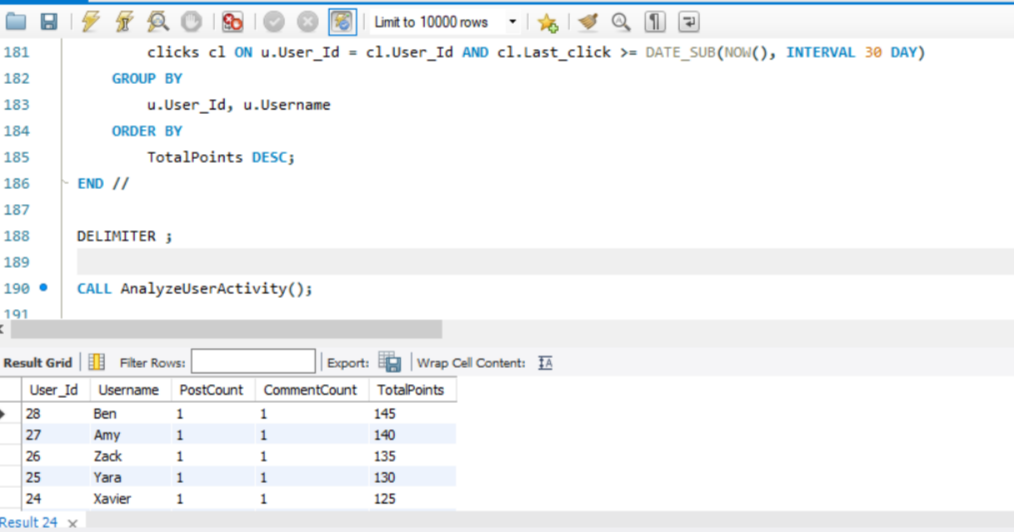 Limit to 10000 rows
181 clicks cl ON u.User_Id = cl.User_Id AND cl.Last_click >= DATE_SUB(NOW(), INTERVAL 30 DAY)
182 GROUP BY
183 u.User_Id, u.Username
184 ORDER BY
185 TotalPoints DESC;
186 END //
187
188 DELIMITER ;
189
190 CALL AnalyzeUserActivity();
191
Result Grid Filter Rows: Export: Wrap Cell Content: IA
User_Id Username PostCount CommentCount TotalPoints
28 Ben 1 1 145
27 Amy 1 1 140
26 Zack 1 1 135
25 Yara 1 1 130
24 Xavier 1 1 125
Result 24 ×